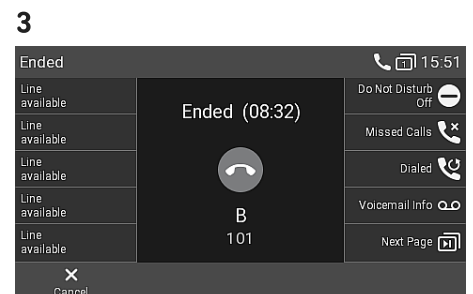 3
Ended
1 15:51
Line
available
Line
available
Line
available
Line
available
Line
available
Ended (08:32)
B
101
Do Not Disturb
Off
Missed Calls
Dialed
Voicemail Info
Next Page
Cancel